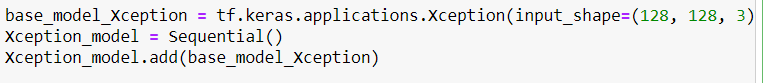 base_model_Xception = tf.keras.applications.Xception(input_shape=(128, 128, 3)
Xception_model = Sequential()
Xception_model.add(base_model_Xception)